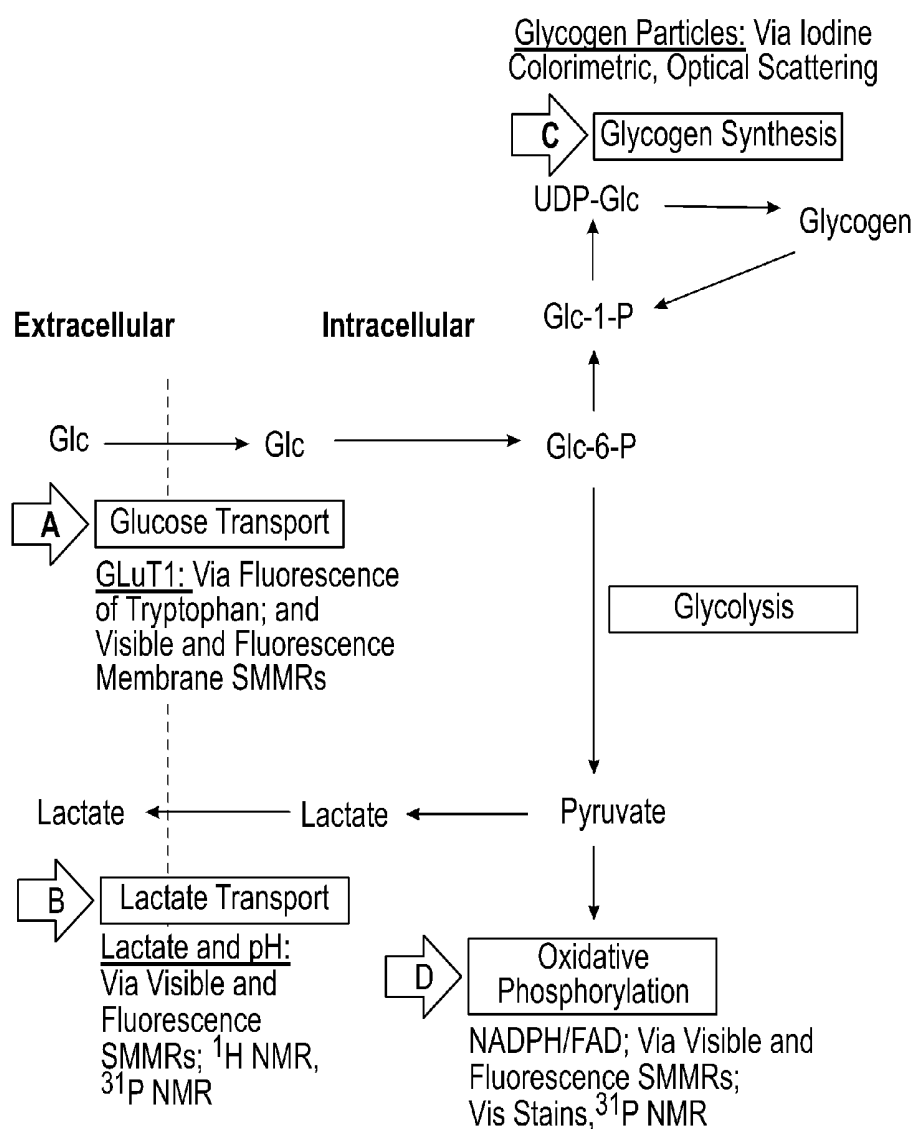 Glycogen Particles: Via Iodine
Colorimetric, Optical Scattering
C
Glycogen Synthesis
UDP-Glc
Glycogen
Glc-1-P
Extracellular
Intracellular
Glc
Glc
Glc-6-P
A
Glucose Transport
GLuT1: Via Fluorescence
of Tryptophan; and
Visible and Fluorescence
Membrane SMMRs
Glycolysis
Lactate
Lactate
Pyruvate
B
Lactate Transport
Lactate and pH:
Via Visible and
Fluorescence
SMMRs; ¹H NMR,
³¹P NMR
D
Oxidative
Phosphorylation
NADPH/FAD; Via Visible and
Fluorescence SMMRs;
Vis Stains,³¹P NMR